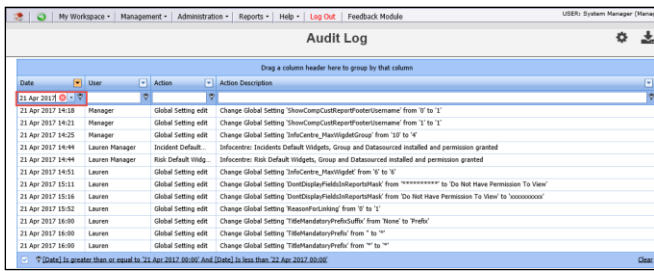 My Workspace Management Administration Reports Help Log Out Feedback Module USER: System Manager (Manag
Audit Log
Drag a column header here to group by that column
Date User Action Action Description
21 Apr 2017
21 Apr 2017 14:18 Manager Global Setting edit Change Global Setting 'ShowCompCustReportFooterUsername' from '0' to '1'
21 Apr 2017 14:21 Manager Global Setting edit Change Global Setting 'ShowCompCustReportFooterUsername' from '1' to '1'
21 Apr 2017 14:25 Manager Global Setting edit Change Global Setting 'InfoCentre_MaxWigdetGroup' from '10' to '4'
21 Apr 2017 14:44 Lauren Manager Incident Default... Infocentre: Incidents Default Widgets, Group and Datasourced installed and permission granted
21 Apr 2017 14:44 Lauren Manager Risk Default Widg... Infocentre: Risk Default Widgets, Group and Datasourced installed and permission granted
21 Apr 2017 14:51 Lauren Global Setting edit Change Global Setting 'InfoCentre_MaxWigdet' from '6' to '6'
21 Apr 2017 15:11 Lauren Global Setting edit Change Global Setting 'DontDisplayFieldsInReportsMask' from '**********' to 'Do Not Have Permission To View'
21 Apr 2017 15:16 Lauren Global Setting edit Change Global Setting 'DontDisplayFieldsInReportsMask' from 'Do Not Have Permission To View' to 'xxxxxxxxxx'
21 Apr 2017 15:52 Lauren Global Setting edit Change Global Setting 'ReasonForLinking' from '0' to '1'
21 Apr 2017 16:00 Lauren Global Setting edit Change Global Setting 'TitleMandatoryPrefixSuffix' from 'None' to 'Prefix'
21 Apr 2017 16:00 Lauren Global Setting edit Change Global Setting 'TitleMandatoryPrefix' from '' to '*'
21 Apr 2017 16:00 Lauren Global Setting edit Change Global Setting 'TitleMandatoryPrefix' from '*' to '*'
[Date] Is greater than or equal to '21 Apr 2017 00:00' And [Date] Is less than '22 Apr 2017 00:00' Clear